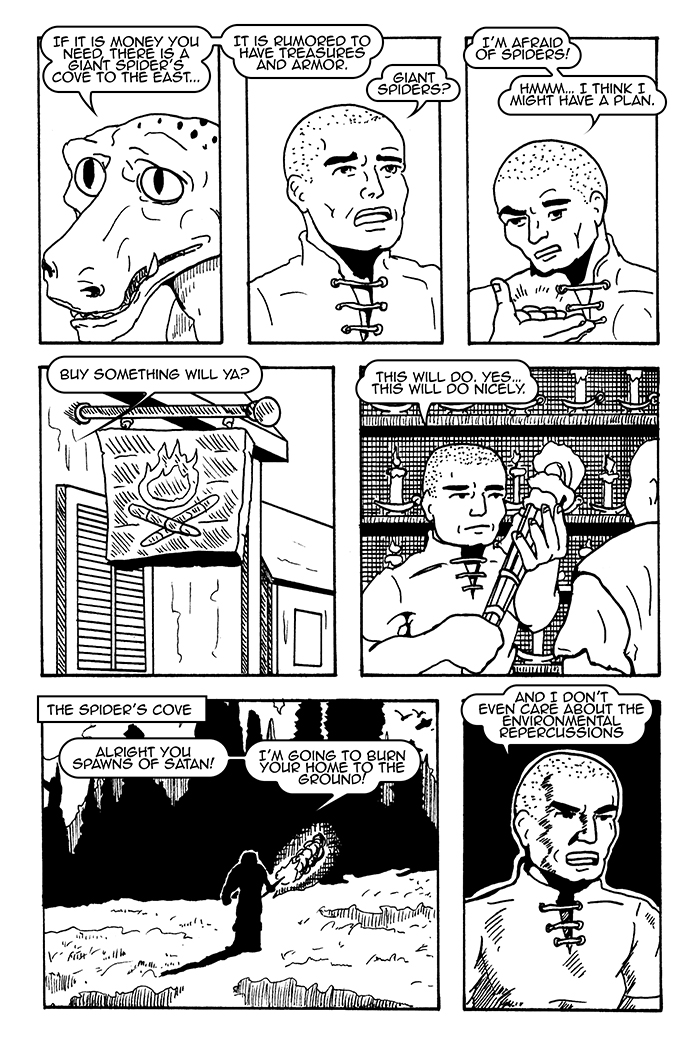 IF IT IS MONEY YOU
NEED, THERE IS A
GIANT SPIDER'S
COVE TO THE EAST...
IT IS RUMORED TO
HAVE TREASURES
AND ARMOR.
GIANT
SPIDERS?
I'M AFRAID
OF SPIDERS!
HMMM... I THINK I
MIGHT HAVE A PLAN.
BUY SOMETHING WILL YA?
THIS WILL DO. YES...
THIS WILL DO NICELY.
THE SPIDER'S COVE
ALRIGHT YOU
SPAWNS OF SATAN!
I'M GOING TO BURN
YOUR HOME TO THE
GROUND!
AND I DON'T
EVEN CARE ABOUT THE
ENVIRONMENTAL
REPERCUSSIONS